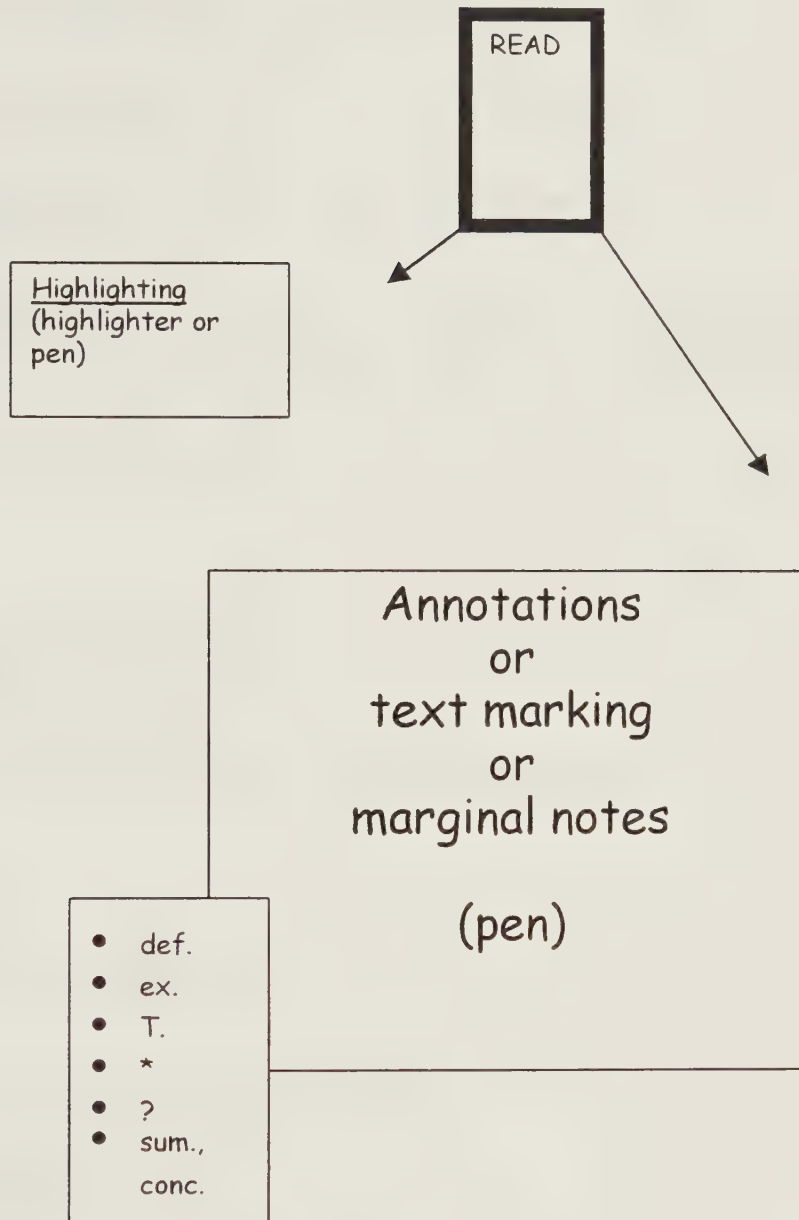 READ
Highlighting
(highlighter or
pen)
Annotations
or
text marking
or
marginal notes
(pen)
• def.
• ex.
• T.
• *
• ?
• sum.,
conc.